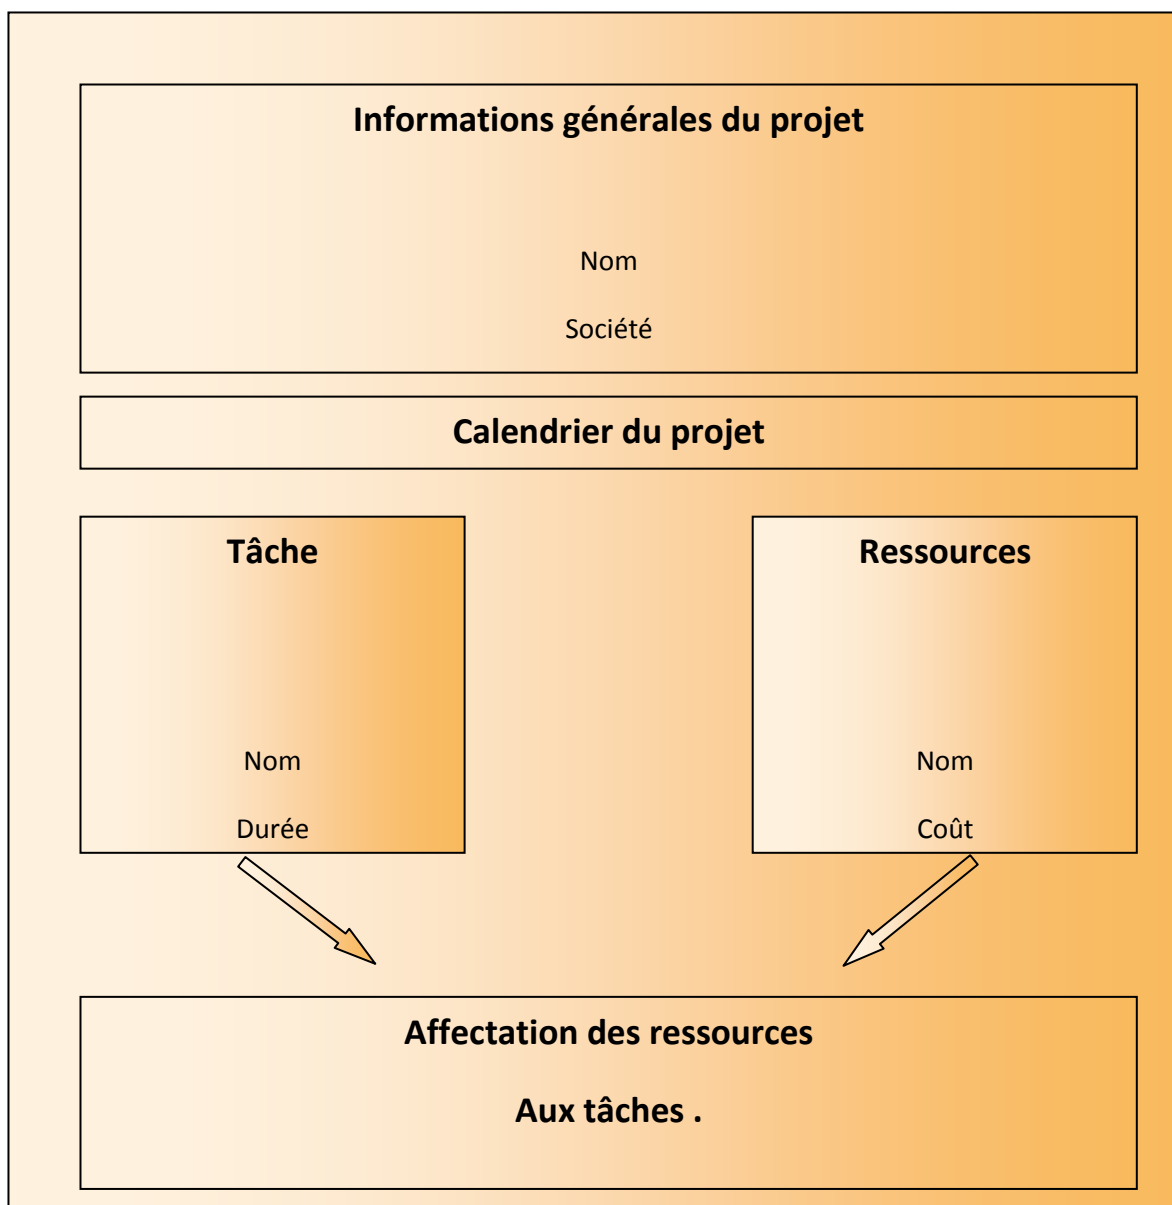 Informations générales du projet
Nom
Société
Calendrier du projet
Tâche
Nom
Durée
Ressources
Nom
Coût
Affectation des ressources
Aux tâches .